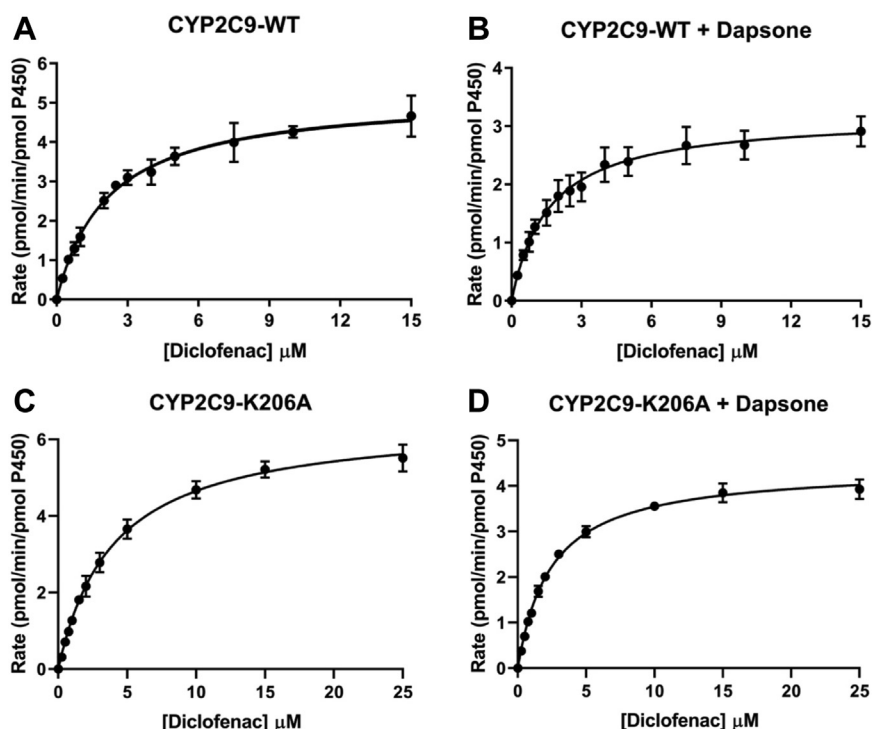 A
CYP2C9-WT
Rate (pmol/min/pmol P450)
6
5
4
3
2
1
0
0 3 6 9 12 15
[Diclofenac] μM
B
CYP2C9-WT + Dapsone
Rate (pmol/min/pmol P450)
4
3
2
1
0
0 3 6 9 12 15
[Diclofenac] μM
C
CYP2C9-K206A
Rate (pmol/min/pmol P450)
6
4
2
0
0 5 10 15 20 25
[Diclofenac] μM
D
CYP2C9-K206A + Dapsone
Rate (pmol/min/pmol P450)
5
4
3
2
1
0
0 5 10 15 20 25
[Diclofenac] μM